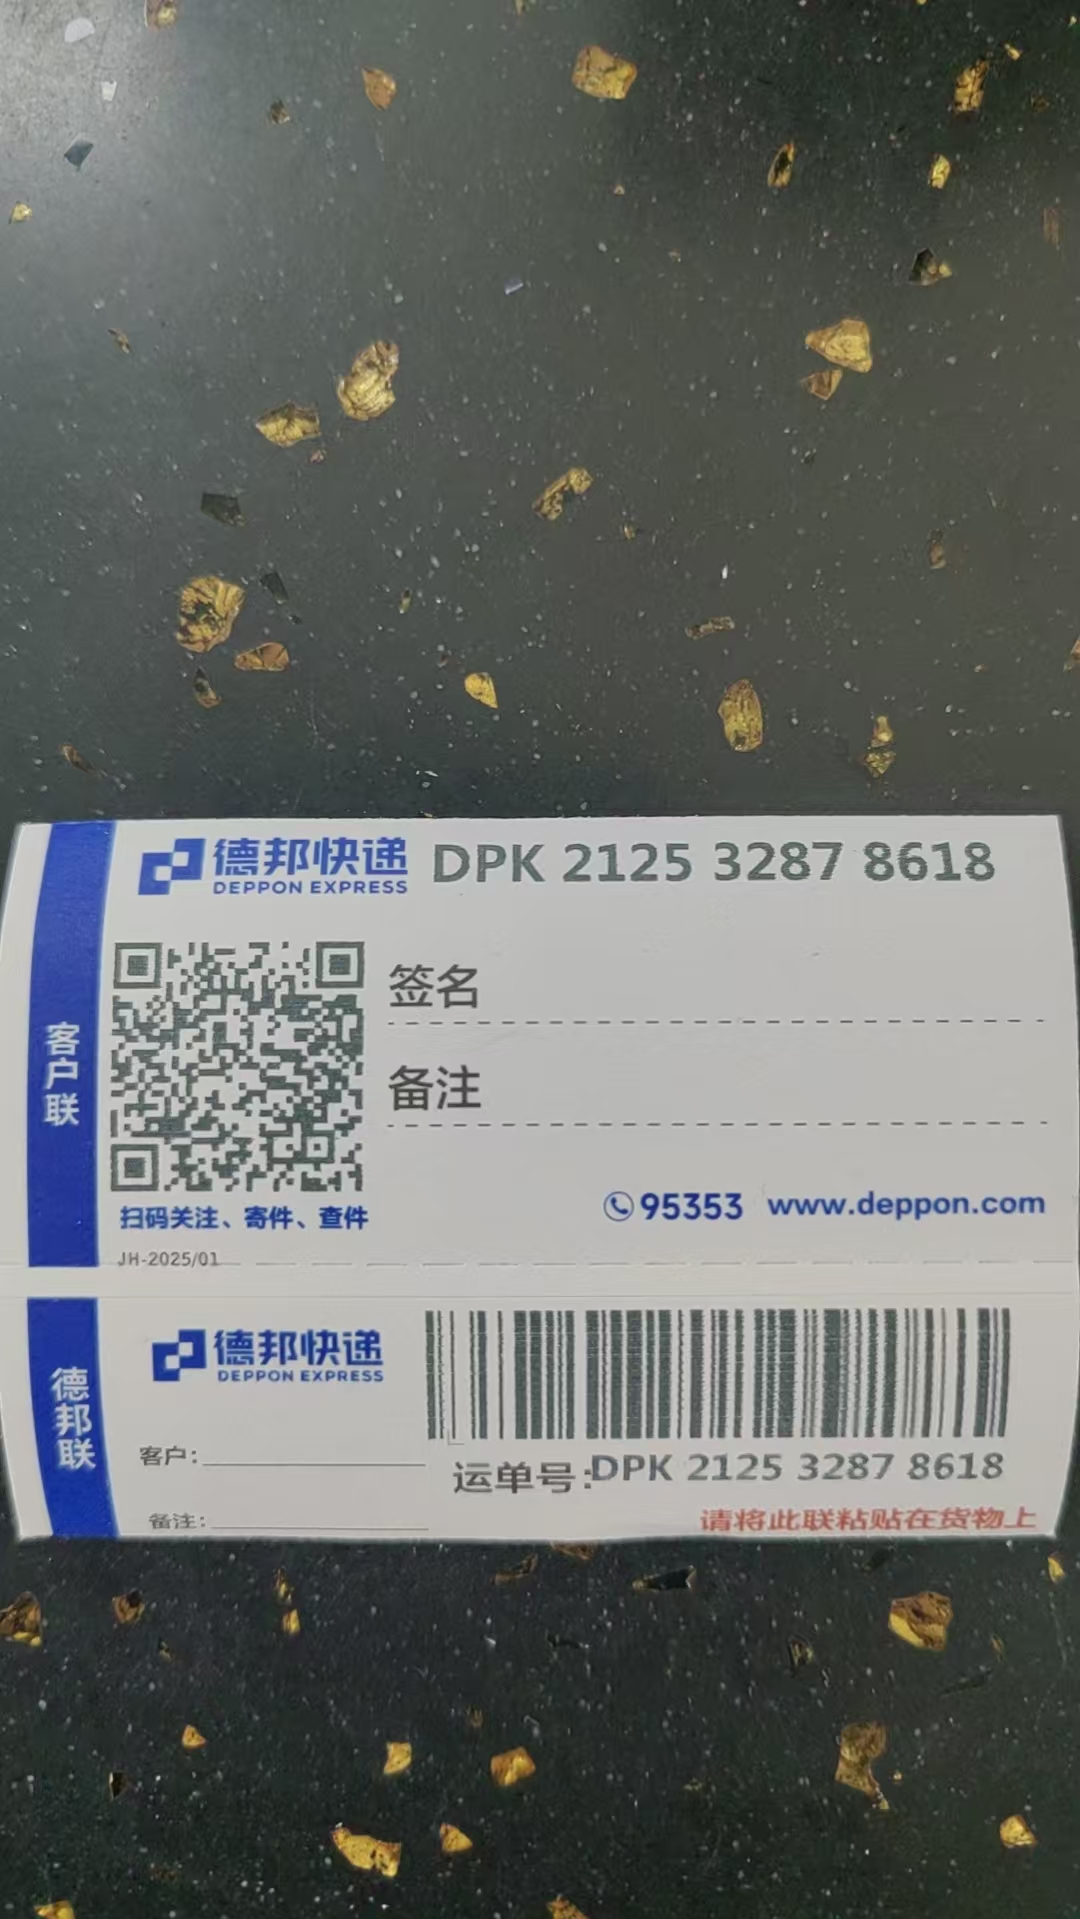 德邦快递 DPK 2125 3287 8618
DEPPON EXPRESS
客户联
签名
备注
扫码关注、寄件、查件
95353 www.deppon.com
JH-2025/01
德邦联
德邦快递
DEPPON EXPRESS
客户:
运单号:DPK 2125 3287 8618
备注:
请将此联粘贴在货物上